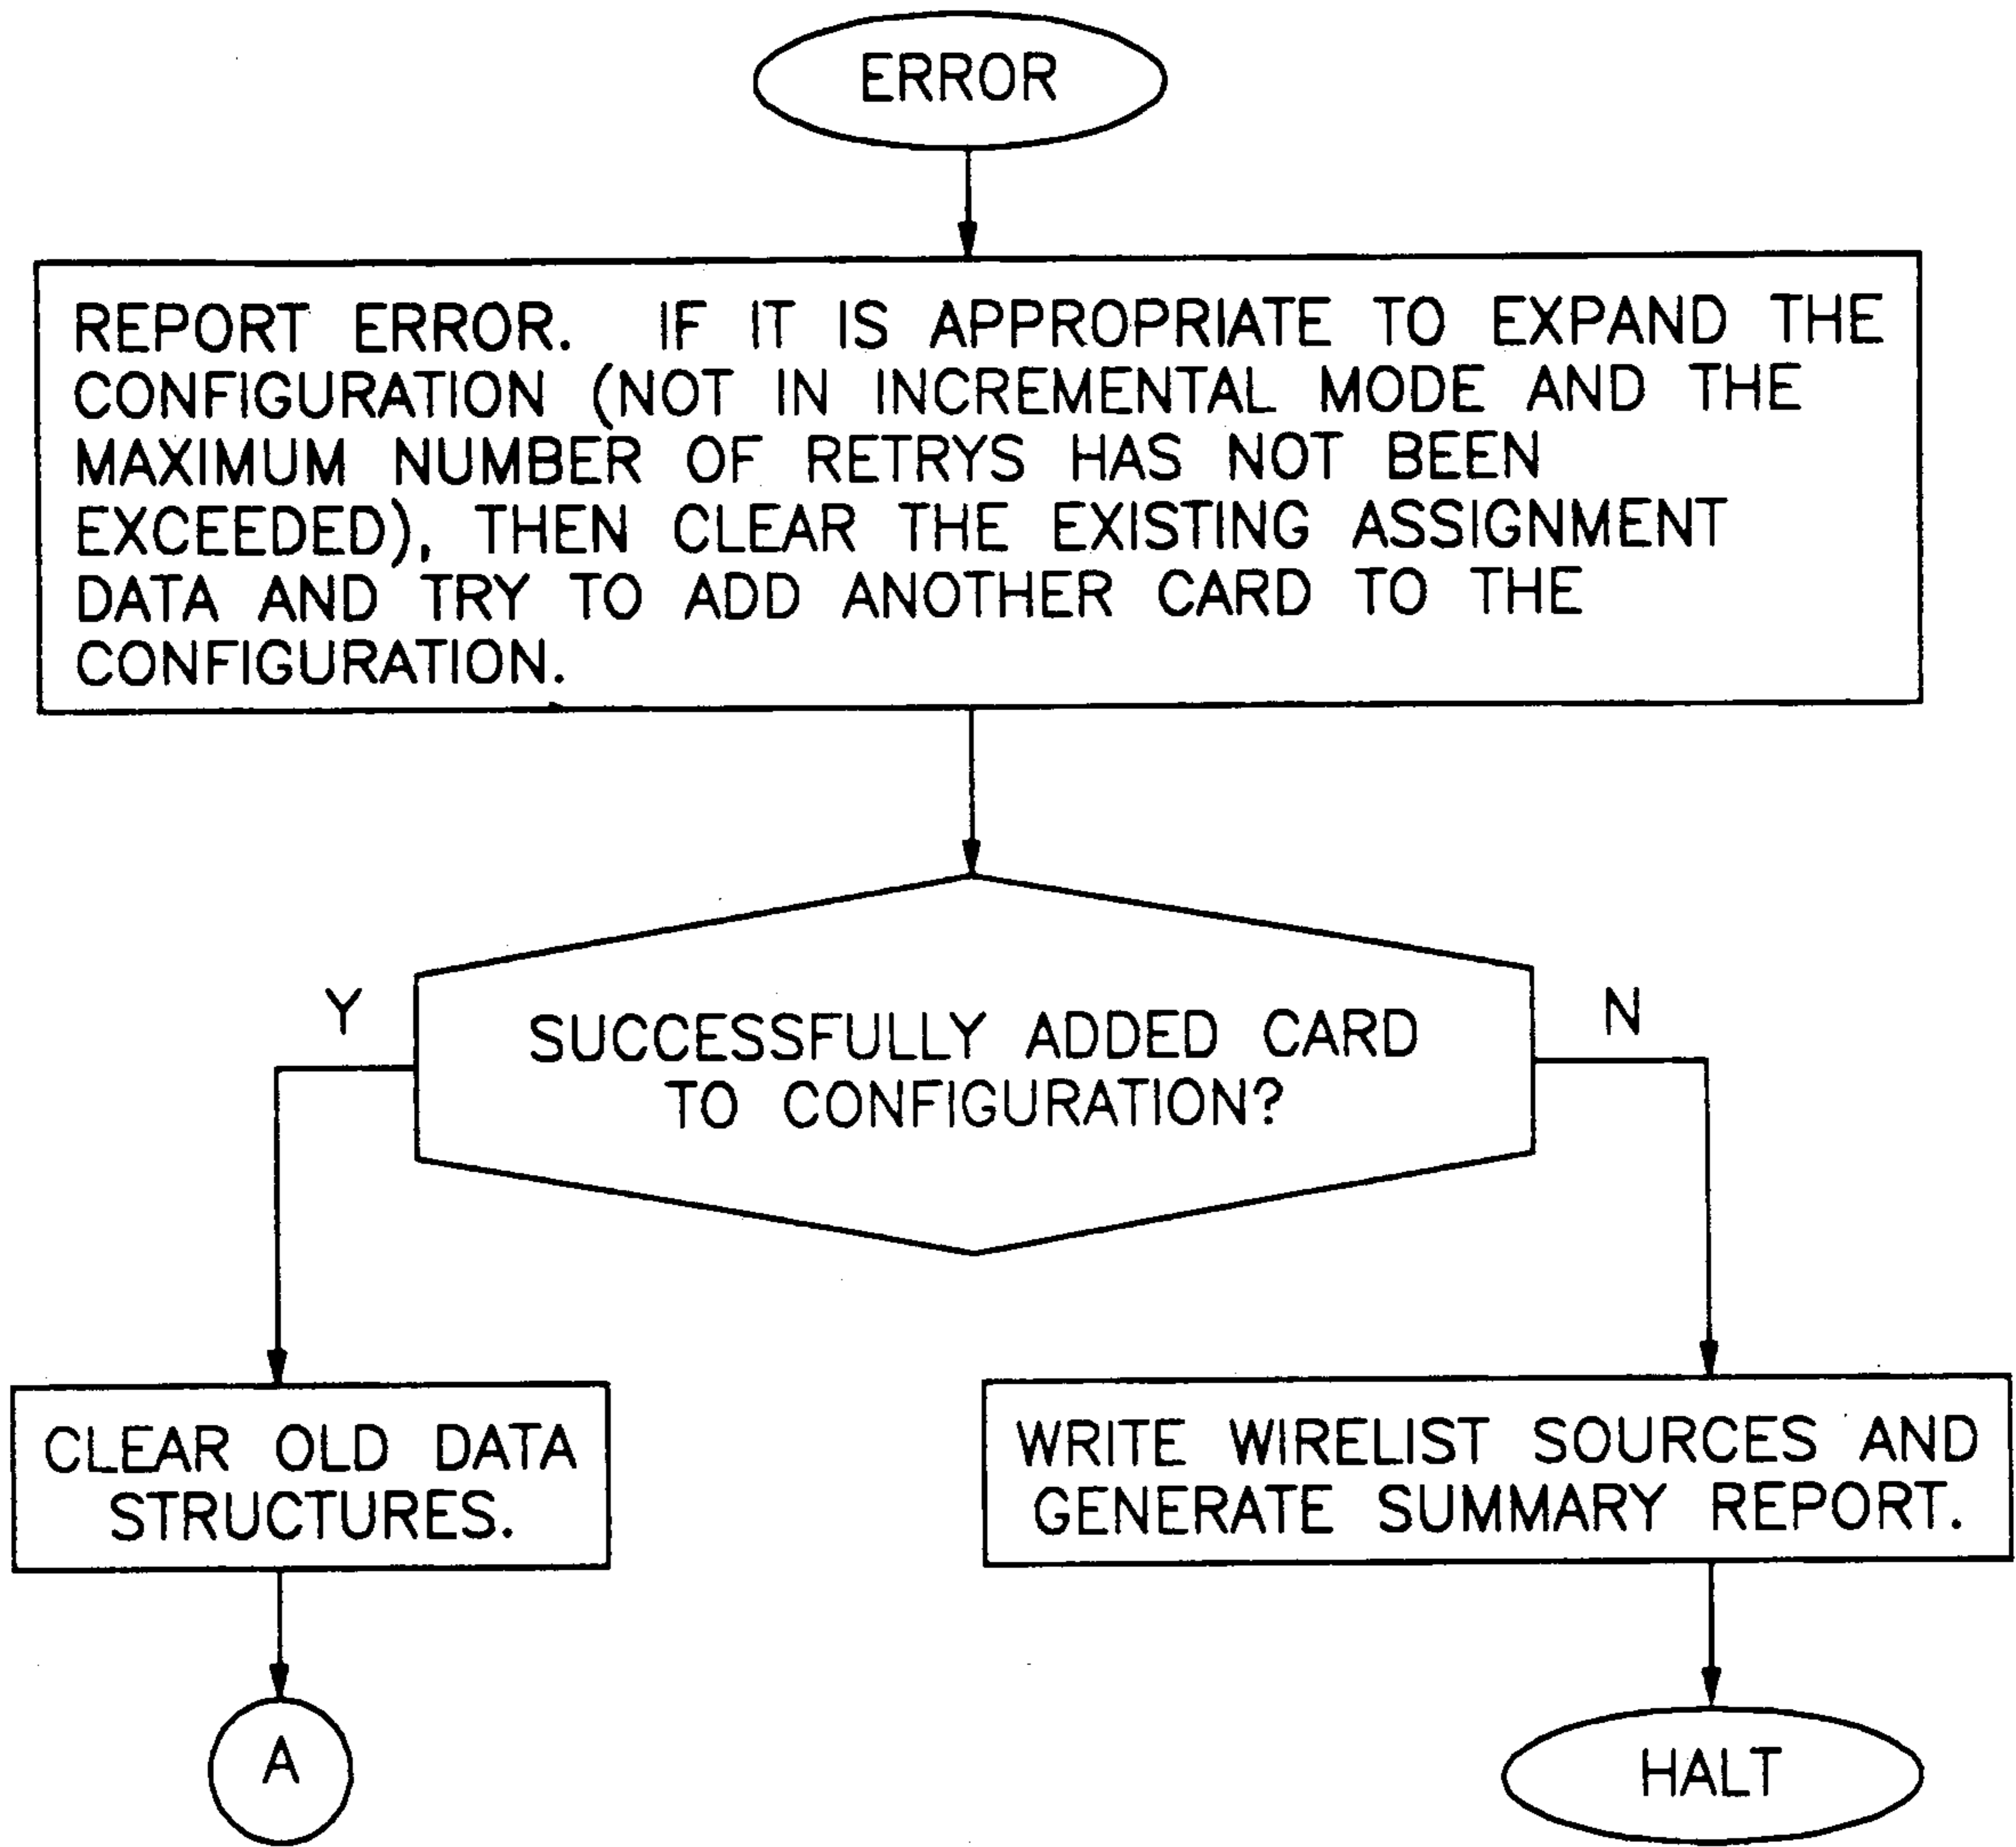 ERROR
REPORT ERROR. IF IT IS APPROPRIATE TO EXPAND THE
CONFIGURATION (NOT IN INCREMENTAL MODE AND THE
MAXIMUM NUMBER OF RETRYS HAS NOT BEEN
EXCEEDED), THEN CLEAR THE EXISTING ASSIGNMENT
DATA AND TRY TO ADD ANOTHER CARD TO THE
CONFIGURATION.
Y
SUCCESSFULLY ADDED CARD
TO CONFIGURATION?
N
CLEAR OLD DATA
STRUCTURES.
WRITE WIRELIST SOURCES AND
GENERATE SUMMARY REPORT.
A
HALT